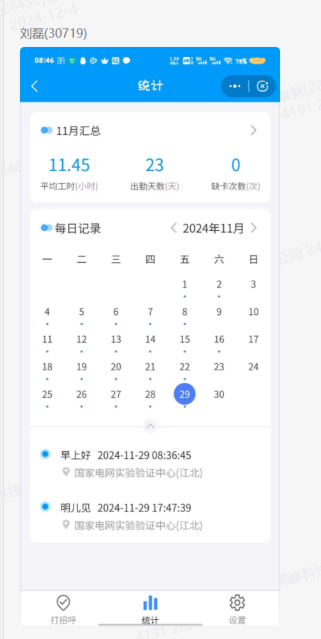 刘磊(30719)
08:46
78%
统计
11月汇总
11.45 23 0
平均工时(小时) 出勤天数(天) 缺卡次数(次)
每日记录 2024年11月
一 二 三 四 五 六 日
1 2 3
4 5 6 7 8 9 10
11 12 13 14 15 16 17
18 19 20 21 22 23 24
25 26 27 28 29 30
早上好 2024-11-29 08:36:45
国家电网实验验证中心(江北)
明儿见 2024-11-29 17:47:39
国家电网实验验证中心(江北)
打招呼 统计 设置